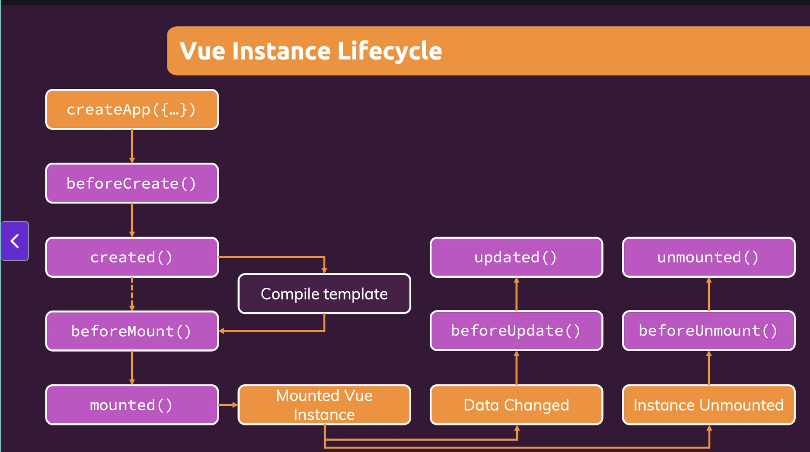 Vue Instance Lifecycle
createApp({…})
beforeCreate()
created()
Compile template
beforeMount()
mounted()
Mounted Vue
Instance
updated()
beforeUpdate()
Data Changed
unmounted()
beforeUnmount()
Instance Unmounted